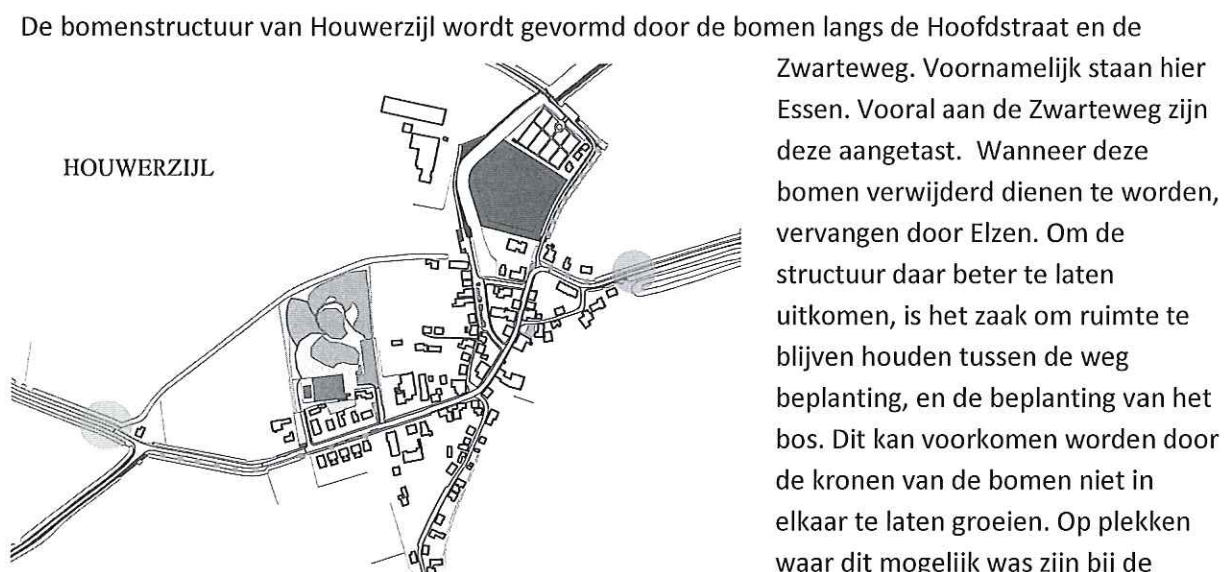 De bomenstructuur van Houwerzijl wordt gevormd door de bomen langs de Hoofdstraat en de
HOUWERZIJL
Zwarteweg. Voornamelijk staan hier
Essen. Vooral aan de Zwarteweg zijn
deze aangetast. Wanneer deze
bomen verwijderd dienen te worden,
vervangen door Elzen. Om de
structuur daar beter te laten
uitkomen, is het zaak om ruimte te
blijven houden tussen de weg
beplanting, en de beplanting van het
bos. Dit kan voorkomen worden door
de kronen van de bomen niet in
elkaar te laten groeien. Op plekken
waar dit mogelijk was zijn bij de